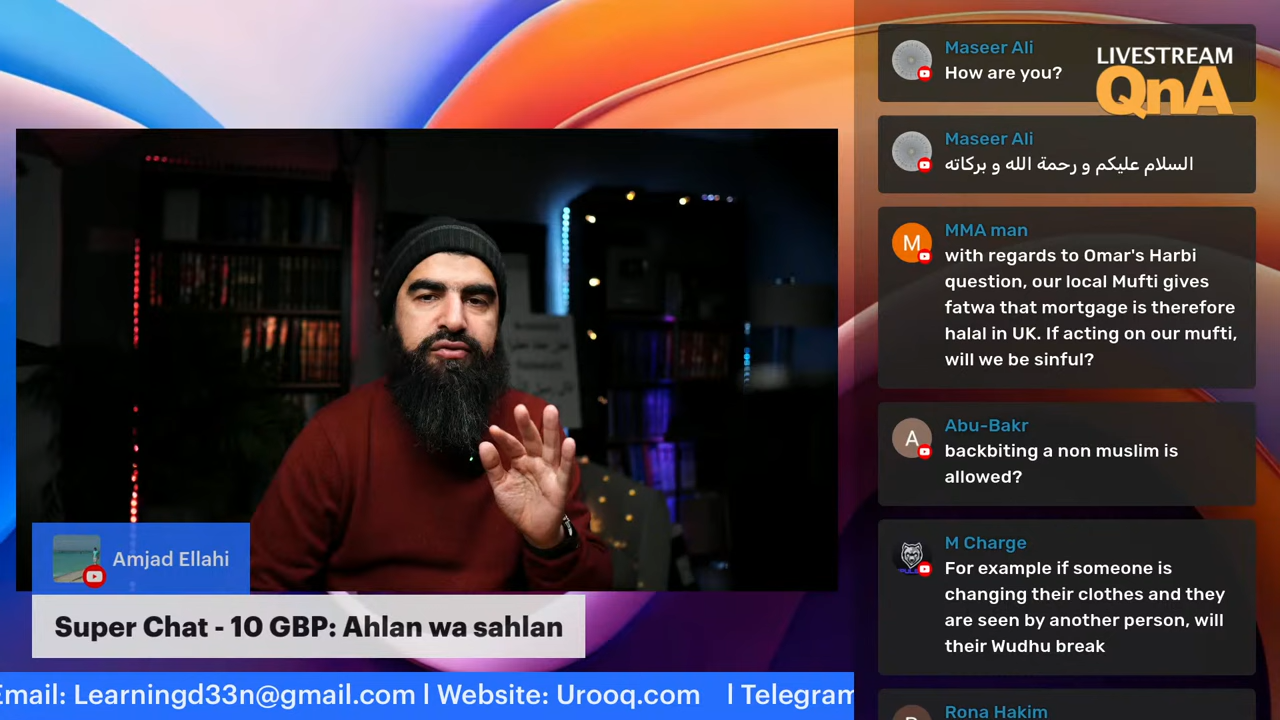 Maseer Ali
How are you?
LIVESTREAM
QnA
Maseer Ali
السلام عليكم و رحمة الله و بركاته
M
MMA man
with regards to Omar's Harbi
question, our local Mufti gives
fatwa that mortgage is therefore
halal in UK. If acting on our mufti,
will we be sinful?
A
Abu-Bakr
backbiting a non muslim is
allowed?
M Charge
For example if someone is
changing their clothes and they
are seen by another person, will
their Wudhu break
Rona Hakim
Amjad Ellahi
Super Chat - 10 GBP: Ahlan wa sahlan
Email: Learningd33n@gmail.com | Website: Urooq.com | Telegram